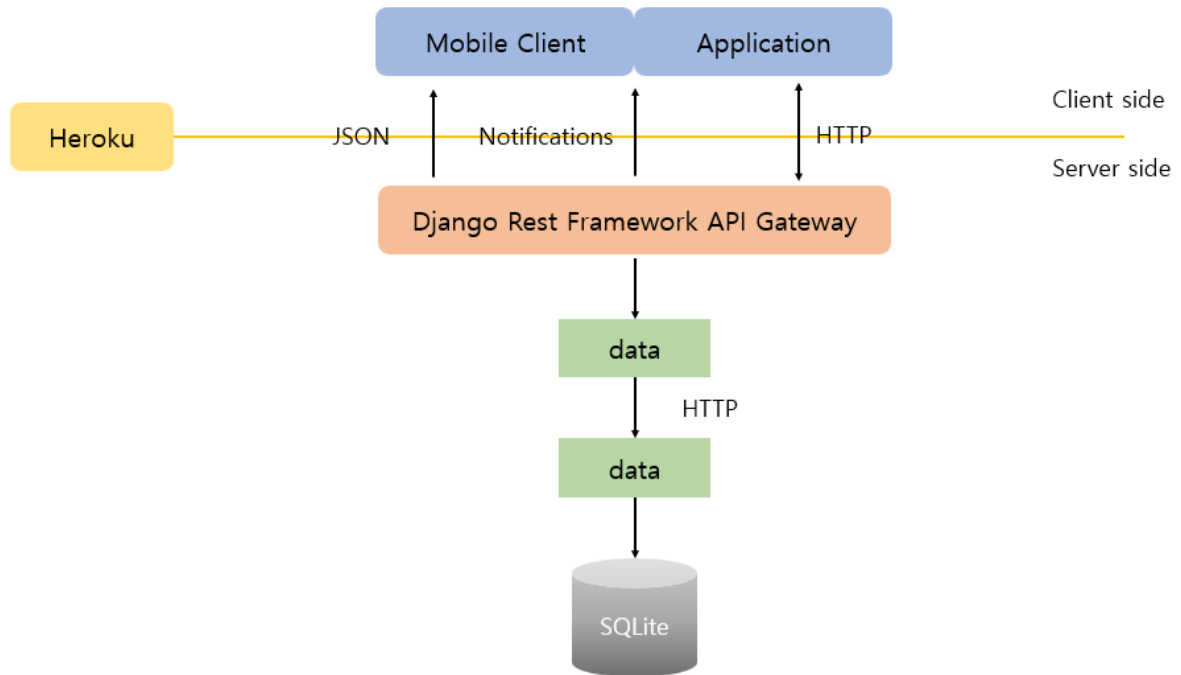 Mobile Client
Application
Client side
Heroku
JSON
Notifications
HTTP
Server side
Django Rest Framework API Gateway
data
HTTP
data
SQLite